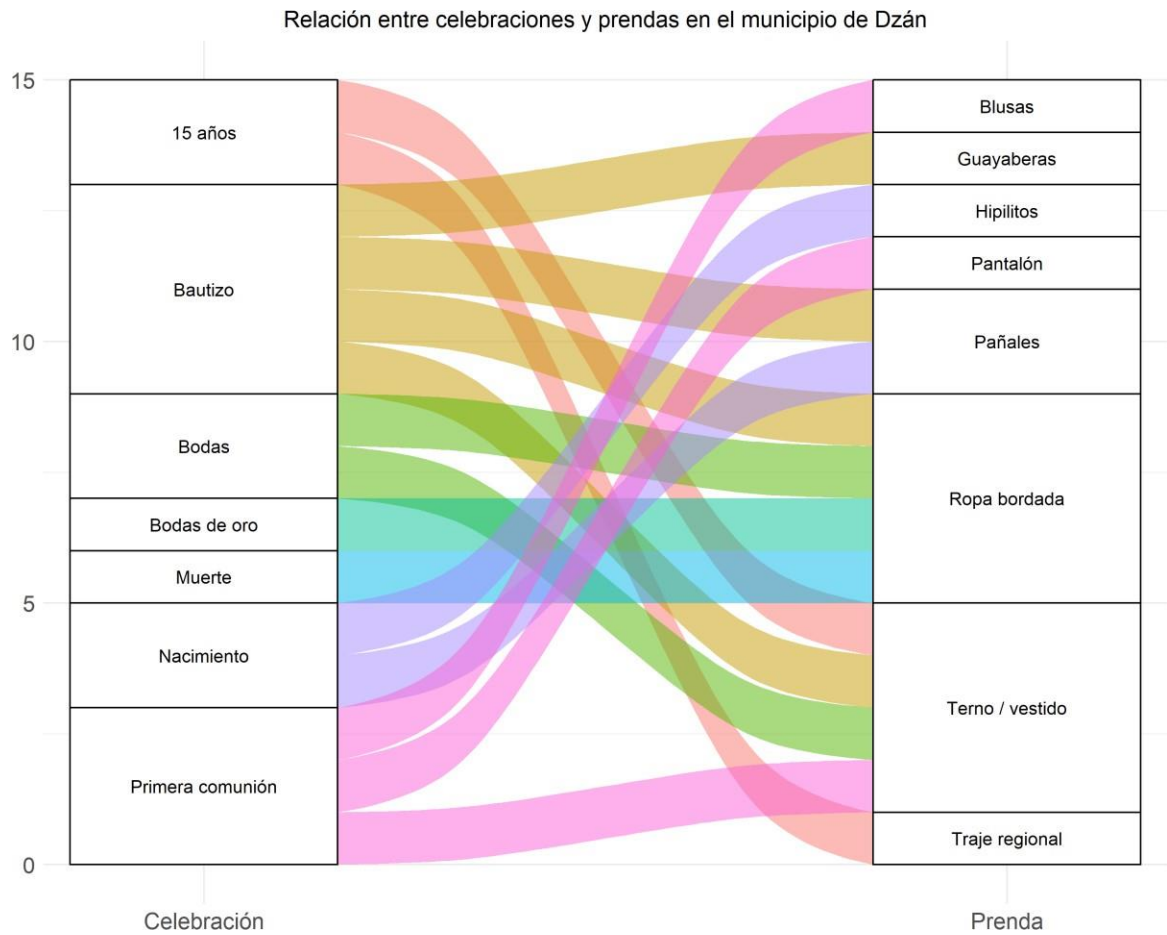 Relación entre celebraciones y prendas en el municipio de Dzán
15
10
5
0
15 años
Bautizo
Bodas
Bodas de oro
Muerte
Nacimiento
Primera comunión
Blusas
Guayaberas
Hipilitos
Pantalón
Pañales
Ropa bordada
Terno / vestido
Traje regional
Celebración
Prenda